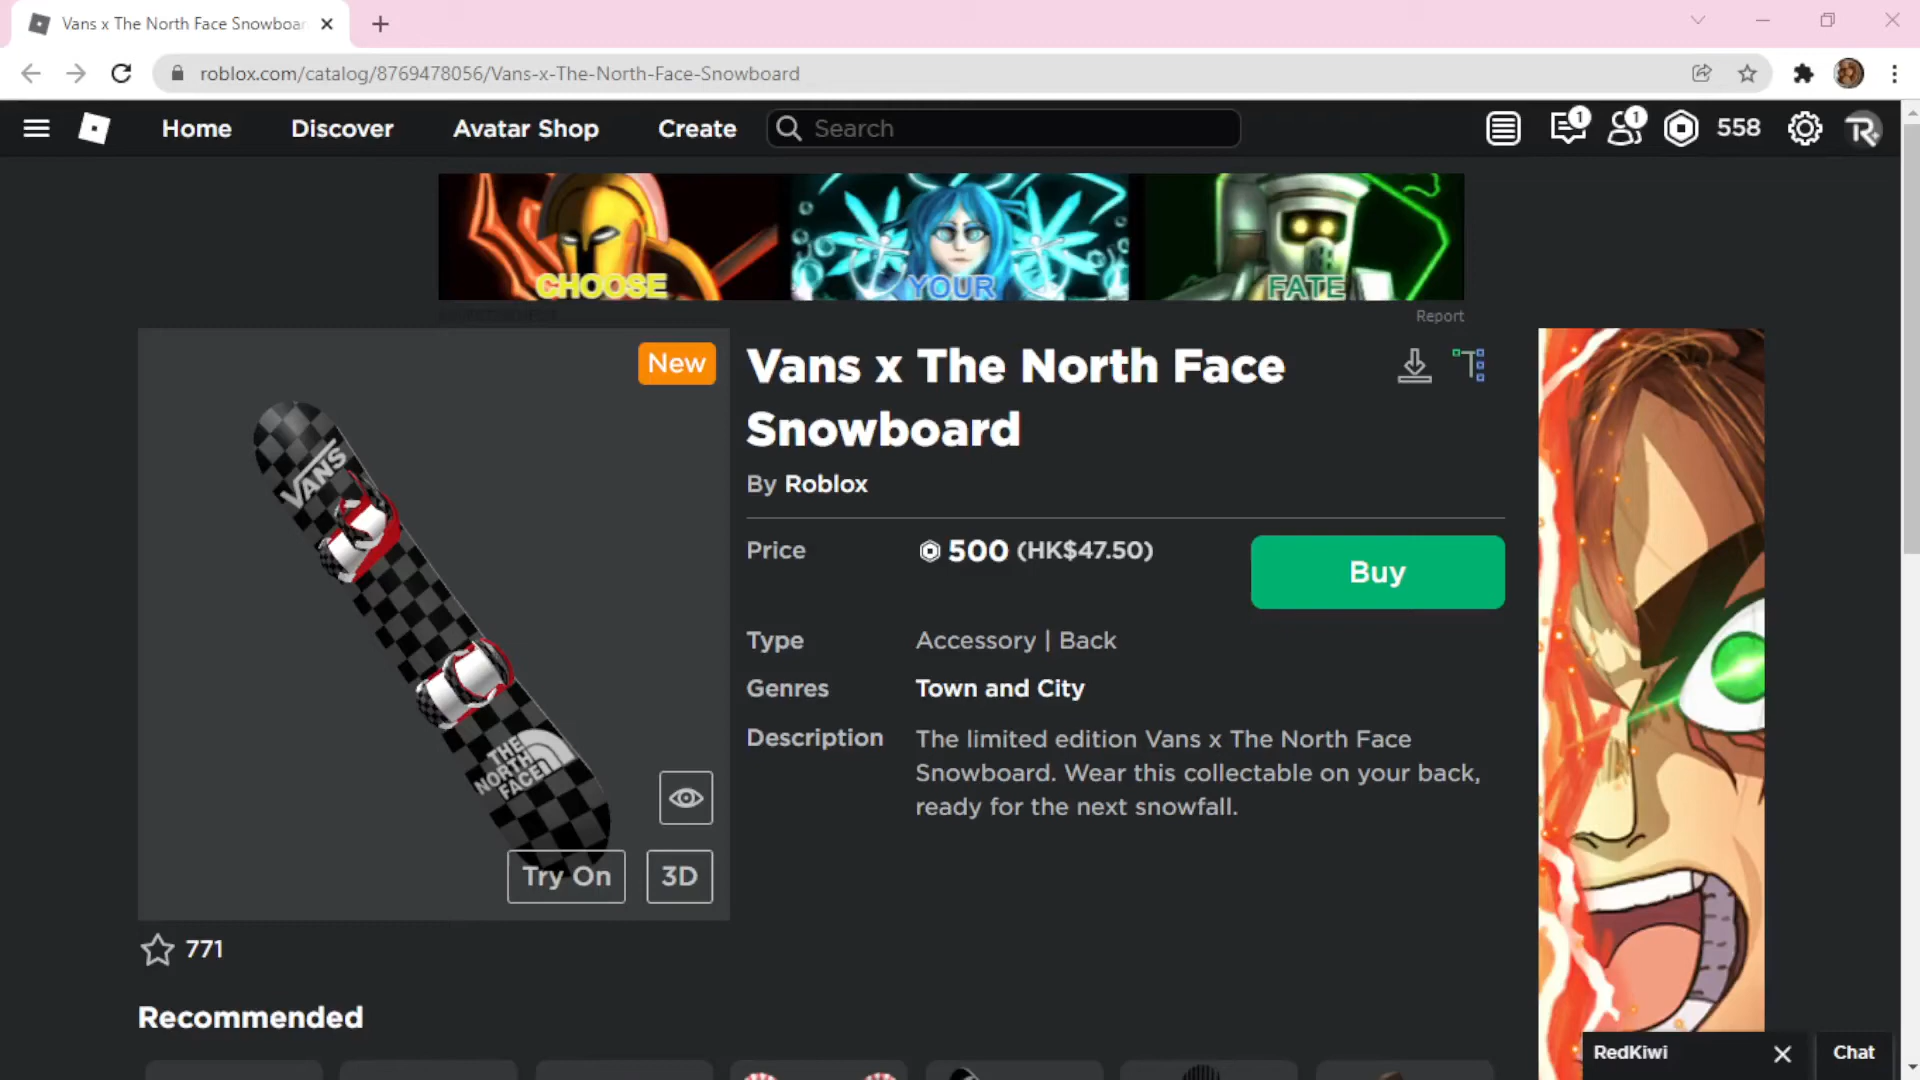 Vans x The North Face Snowboar
roblox.com/catalog/8769478056/Vans-x-The-North-Face-Snowboard
Home Discover Avatar Shop Create Search 1 1 558
CHOOSE YOUR FATE
ADVERTISEMENT Report
New
VANS
THE
NORTH
FACE
Try On 3D
771
Vans x The North Face
Snowboard
By Roblox
Price 500 (HK$47.50) Buy
Type Accessory | Back
Genres Town and City
Description The limited edition Vans x The North Face
Snowboard. Wear this collectable on your back,
ready for the next snowfall.
Recommended
RedKiwi Chat